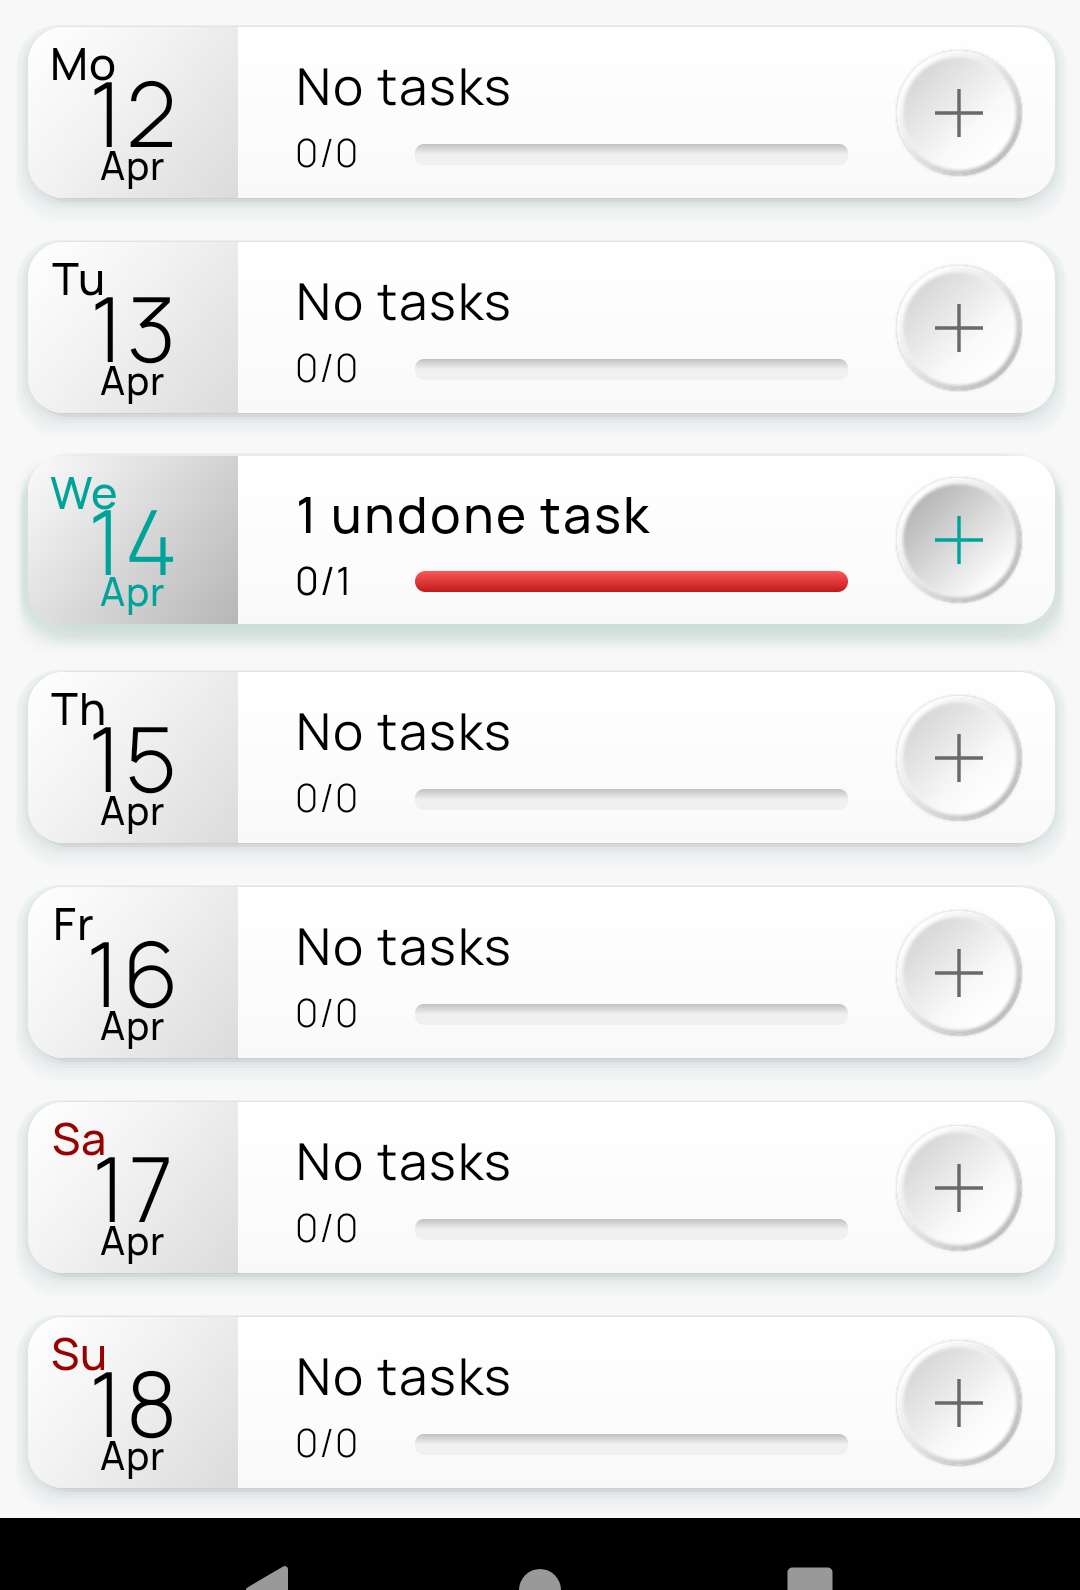 Mo
12
Apr
No tasks
0/0
Tu
13
Apr
No tasks
0/0
We
14
Apr
1 undone task
0/1
Th
15
Apr
No tasks
0/0
Fr
16
Apr
No tasks
0/0
Sa
17
Apr
No tasks
0/0
Su
18
Apr
No tasks
0/0